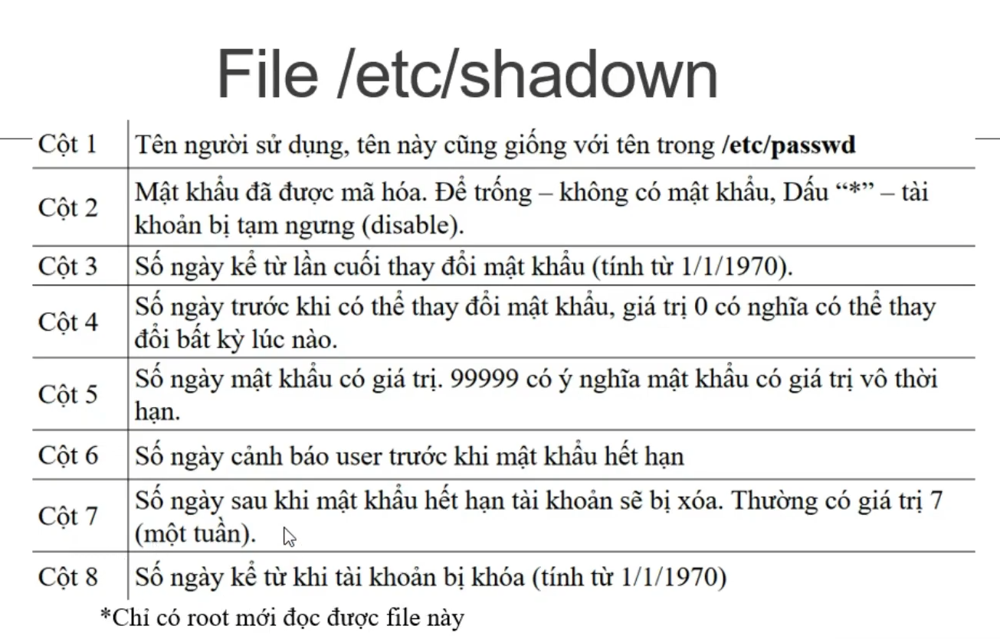 File /etc/shadown
Cột 1 Tên người sử dụng, tên này cũng giống với tên trong /etc/passwd
Cột 2 Mật khẩu đã được mã hóa. Để trống – không có mật khẩu, Dấu “*” – tài
khoản bị tạm ngưng (disable).
Cột 3 Số ngày kể từ lần cuối thay đổi mật khẩu (tính từ 1/1/1970).
Cột 4 Số ngày trước khi có thể thay đổi mật khẩu, giá trị 0 có nghĩa có thể thay
đổi bất kỳ lúc nào.
Cột 5 Số ngày mật khẩu có giá trị. 99999 có ý nghĩa mật khẩu có giá trị vô thời
hạn.
Cột 6 Số ngày cảnh báo user trước khi mật khẩu hết hạn
Cột 7 Số ngày sau khi mật khẩu hết hạn tài khoản sẽ bị xóa. Thường có giá trị 7
(một tuần).
Cột 8 Số ngày kể từ khi tài khoản bị khóa (tính từ 1/1/1970)
*Chỉ có root mới đọc được file này